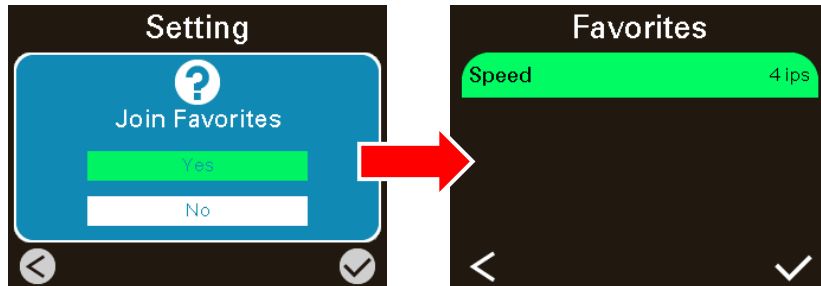 Setting
?
Join Favorites
Yes
No
Favorites
Speed 4 ips